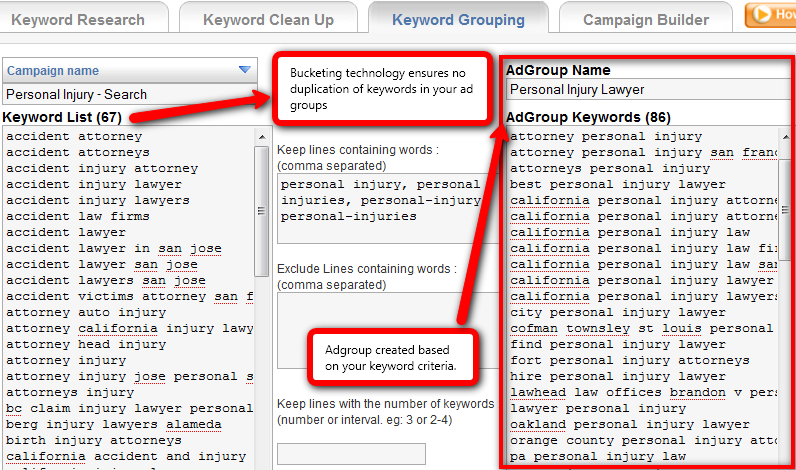 Keyword Research
Keyword Clean Up
Keyword Grouping
Campaign Builder
How
Campaign name
Personal Injury - Search
Keyword List (67)
accident attorney
accident attorneys
accident injury attorney
accident injury lawyer
accident injury lawyers
accident law firms
accident lawyer
accident lawyer in san jose
accident lawyer san jose
accident lawyers san jose
accident victims attorney san f
attorney auto injury
attorney california injury lawy
attorney head injury
attorney injury
attorney injury jose personal s
attorneys injury
bc claim injury lawyer personal
berg injury lawyers alameda
birth injury attorneys
california accident and injury
Bucketing technology ensures no
duplication of keywords in your ad
groups
Keep lines containing words :
(comma separated)
personal injury, personal
injuries, personal-injury
personal-injuries
Exclude Lines containing words :
(comma separated)
Adgroup created based
on your keyword criteria.
Keep lines with the number of keywords
(number or interval. eg: 3 or 2-4)
AdGroup Name
Personal Injury Lawyer
AdGroup Keywords (86)
attorney personal injury
attorney personal injury san franc
attorneys personal injury
best personal injury lawyer
california personal injury attorne
california personal injury attorne
california personal injury law
california personal injury law fir
california personal injury law san
california personal injury lawyer
california personal injury lawyers
city personal injury lawyer
cofman townsley st louis personal
find personal injury lawyer
fort personal injury attorneys
hire personal injury lawyer
lawhead law offices brandon v pers
lawyer personal injury
oakland personal injury lawyer
orange county personal injury atto
pa personal injury law